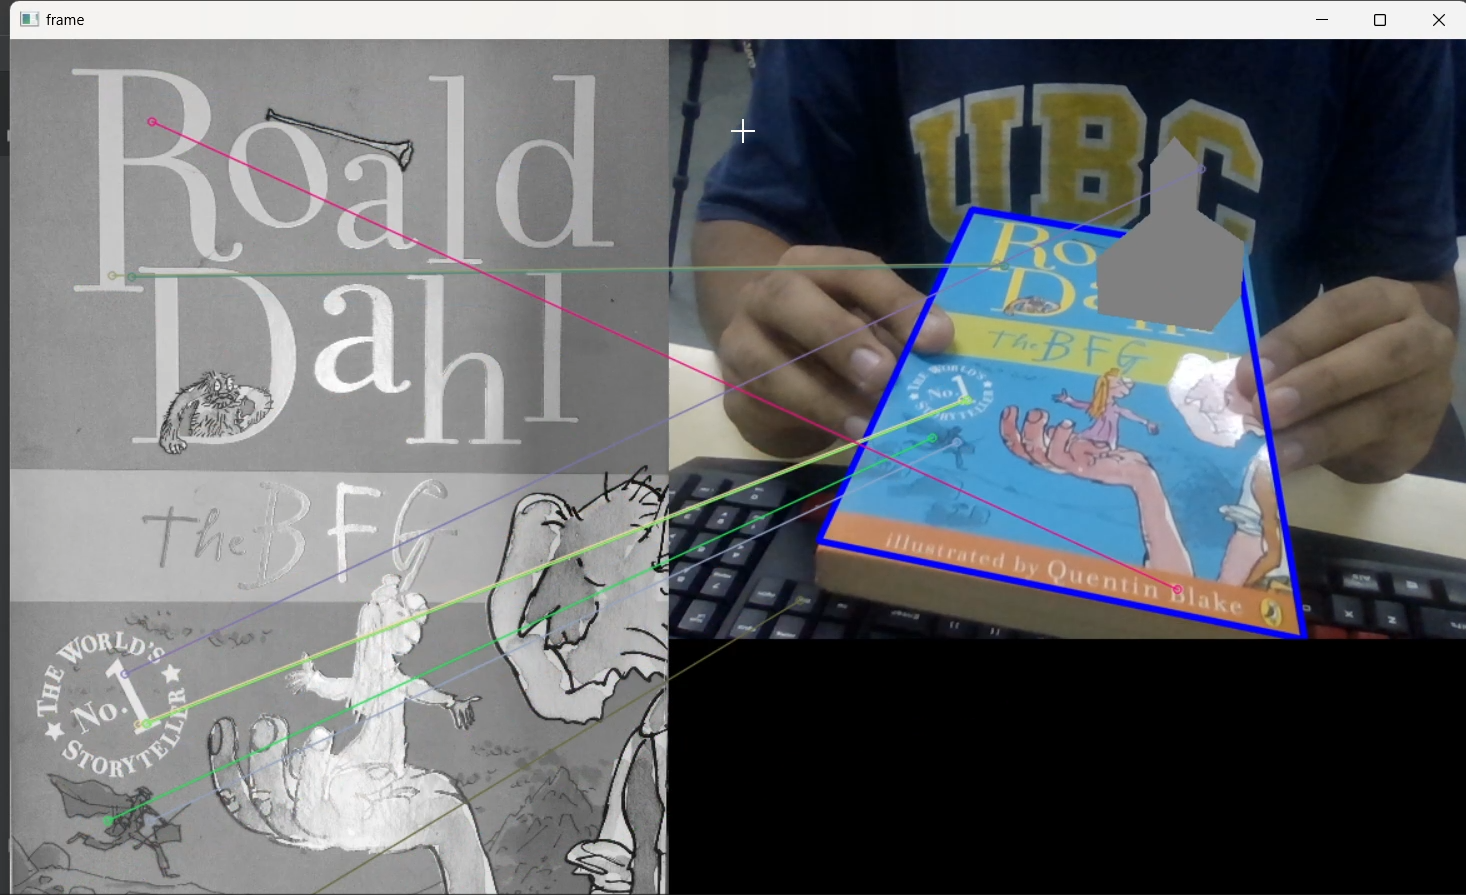 frame
Roald
Dahl
the BFG
THE WORLD'S
No.1
STORYTELLER
UBC
Ro
Da
the BFG
THE WORLD'S
No.1
STORYTELLER
illustrated by Quentin Blake